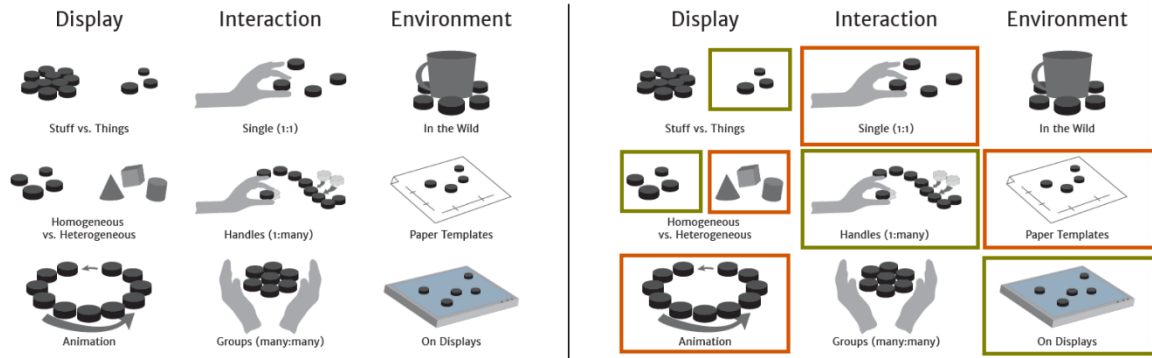 Display Interaction Environment
Stuff vs. Things Single (1:1) In the Wild
Homogeneous
vs. Heterogeneous Handles (1:many) Paper Templates
Animation Groups (many:many) On Displays
Display Interaction Environment
Stuff vs. Things Single (1:1) In the Wild
Homogeneous
vs. Heterogeneous Handles (1:many) Paper Templates
Animation Groups (many:many) On Displays